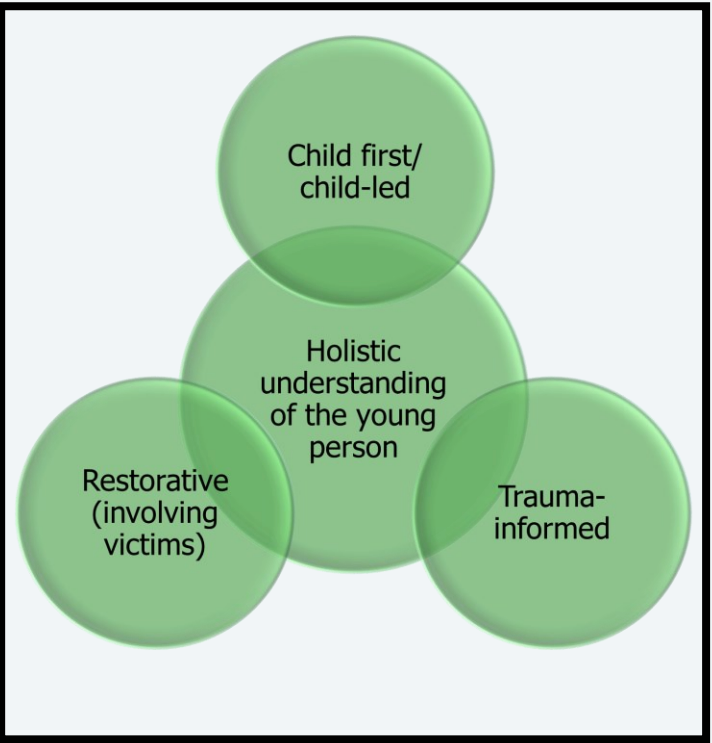 Child first/
child-led
Holistic
understanding
of the young
person
Restorative
(involving
victims)
Trauma-
informed